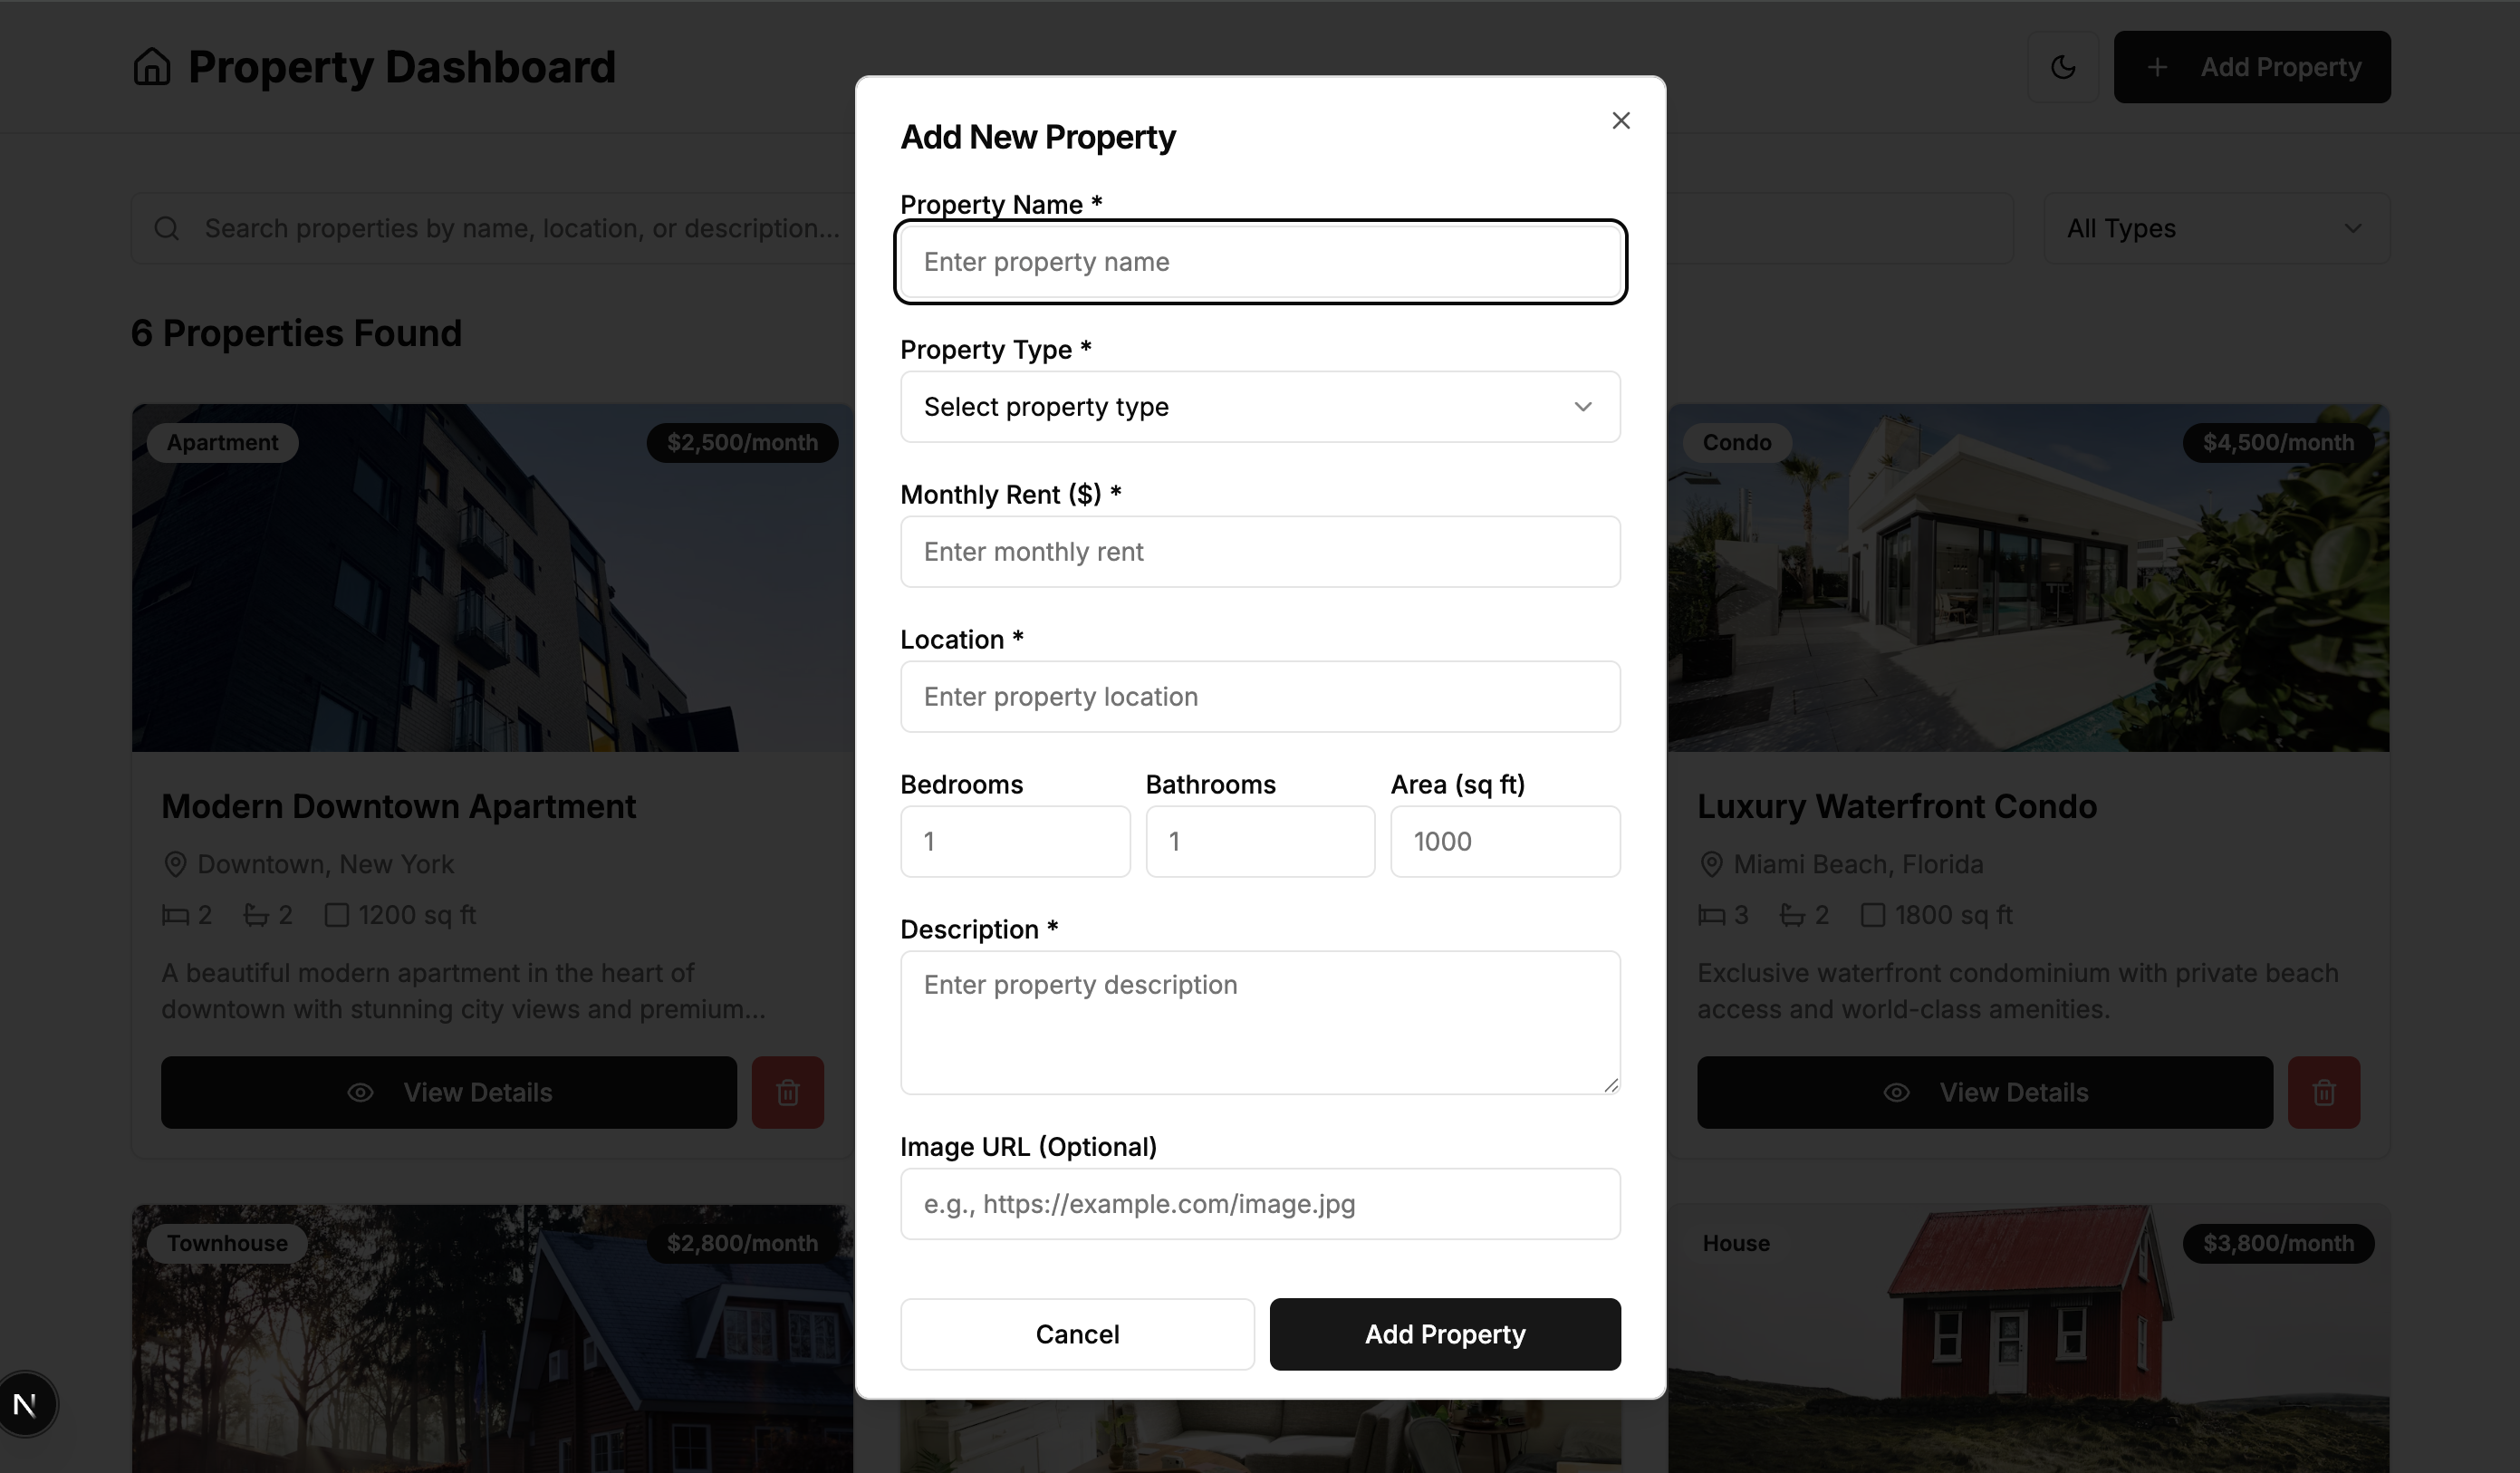 Property Dashboard
Add Property
Search properties by name, location, or description...
All Types
6 Properties Found
Apartment
$2,500/month
Modern Downtown Apartment
Downtown, New York
2
2
1200 sq ft
A beautiful modern apartment in the heart of
downtown with stunning city views and premium...
View Details
Condo
$4,500/month
Luxury Waterfront Condo
Miami Beach, Florida
3
2
1800 sq ft
Exclusive waterfront condominium with private beach
access and world-class amenities.
View Details
Townhouse
$2,800/month
House
$3,800/month
N
Add New Property
Property Name *
Enter property name
Property Type *
Select property type
Monthly Rent ($) *
Enter monthly rent
Location *
Enter property location
Bedrooms
Bathrooms
Area (sq ft)
1
1
1000
Description *
Enter property description
Image URL (Optional)
e.g., https://example.com/image.jpg
Cancel
Add Property